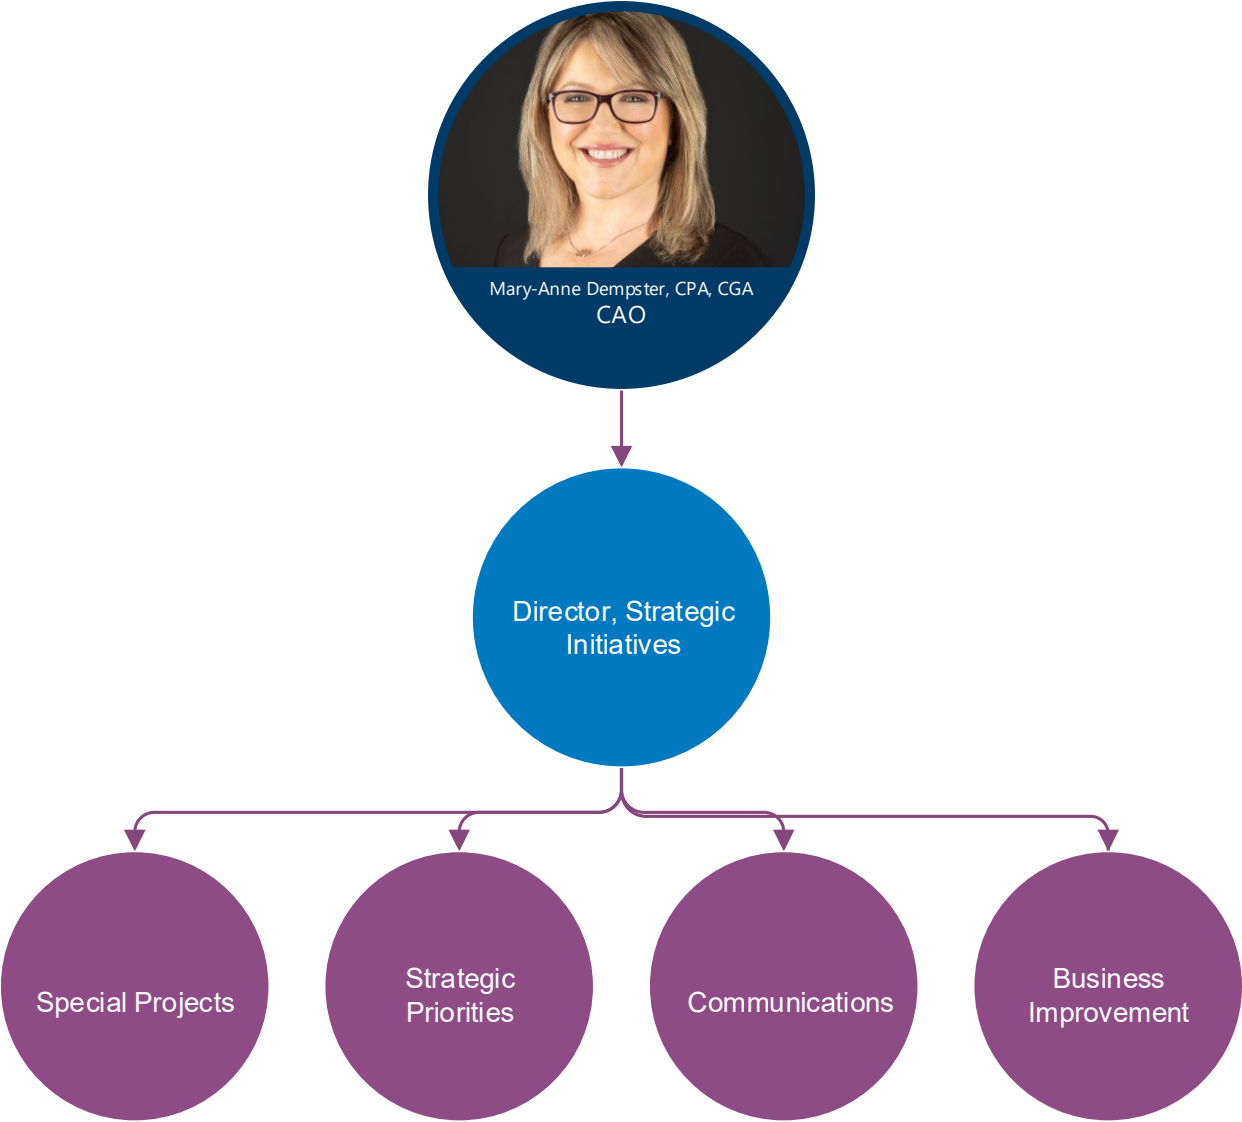 Mary-Anne Dempster, CPA, CGA
CAO
Director, Strategic
Initiatives
Special Projects
Strategic
Priorities
Communications
Business
Improvement